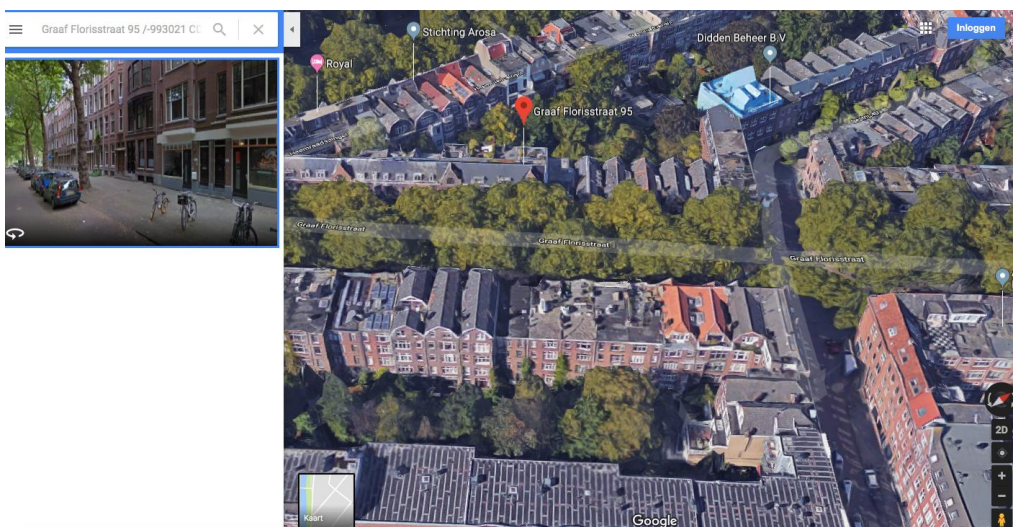 Graaf Florisstraat 95 /-993021 C
Inloggen
Stichting Arosa
Didden Beheer B.V
Royal
Graaf Florisstraat 95
Graaf Florisstraat
Graaf Florisstraat
Graaf Florisstraat
2D
Kaart
Google